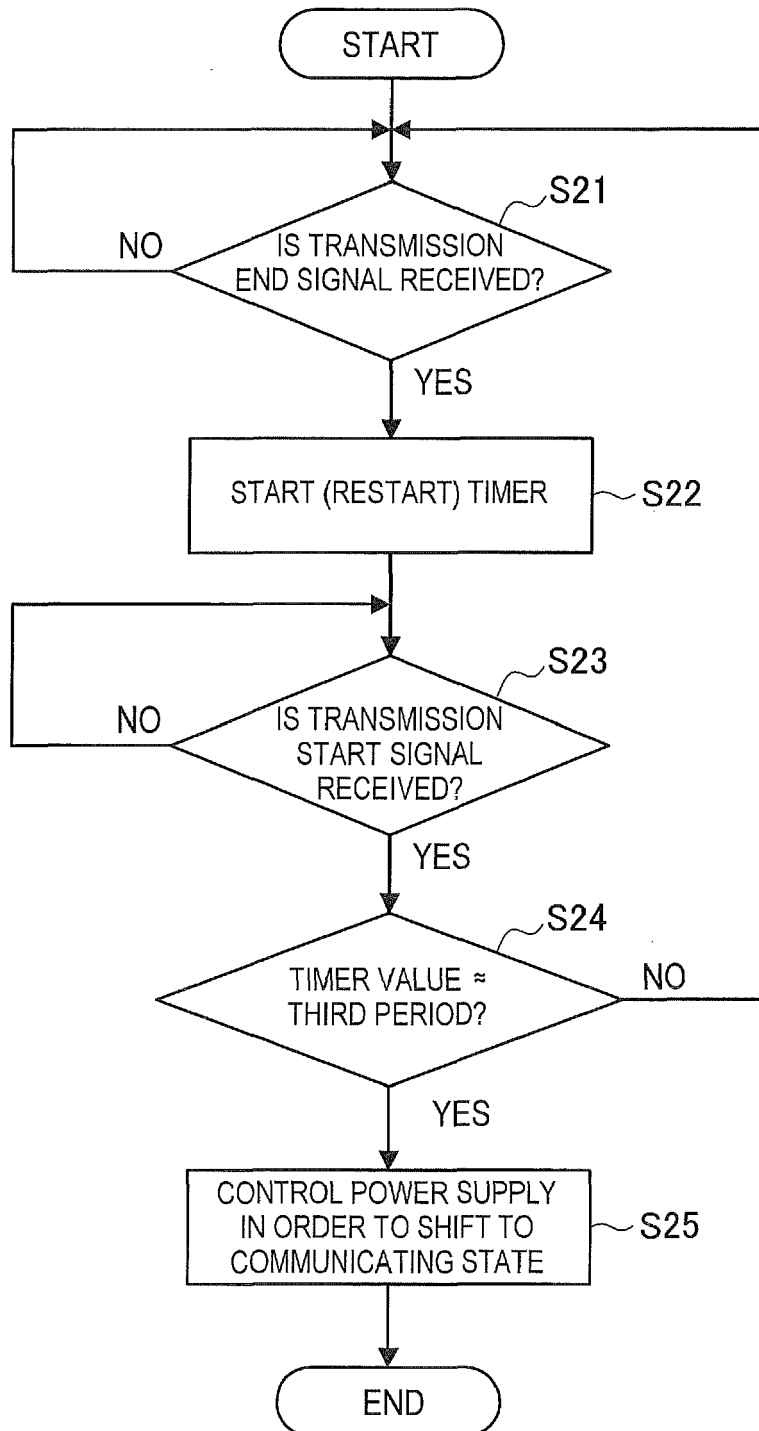 START
S21
NO
IS TRANSMISSION
END SIGNAL RECEIVED?
YES
START (RESTART) TIMER
S22
S23
NO
IS TRANSMISSION
START SIGNAL
RECEIVED?
YES
S24
TIMER VALUE ≈
THIRD PERIOD?
NO
YES
CONTROL POWER SUPPLY
IN ORDER TO SHIFT TO
COMMUNICATING STATE
S25
END